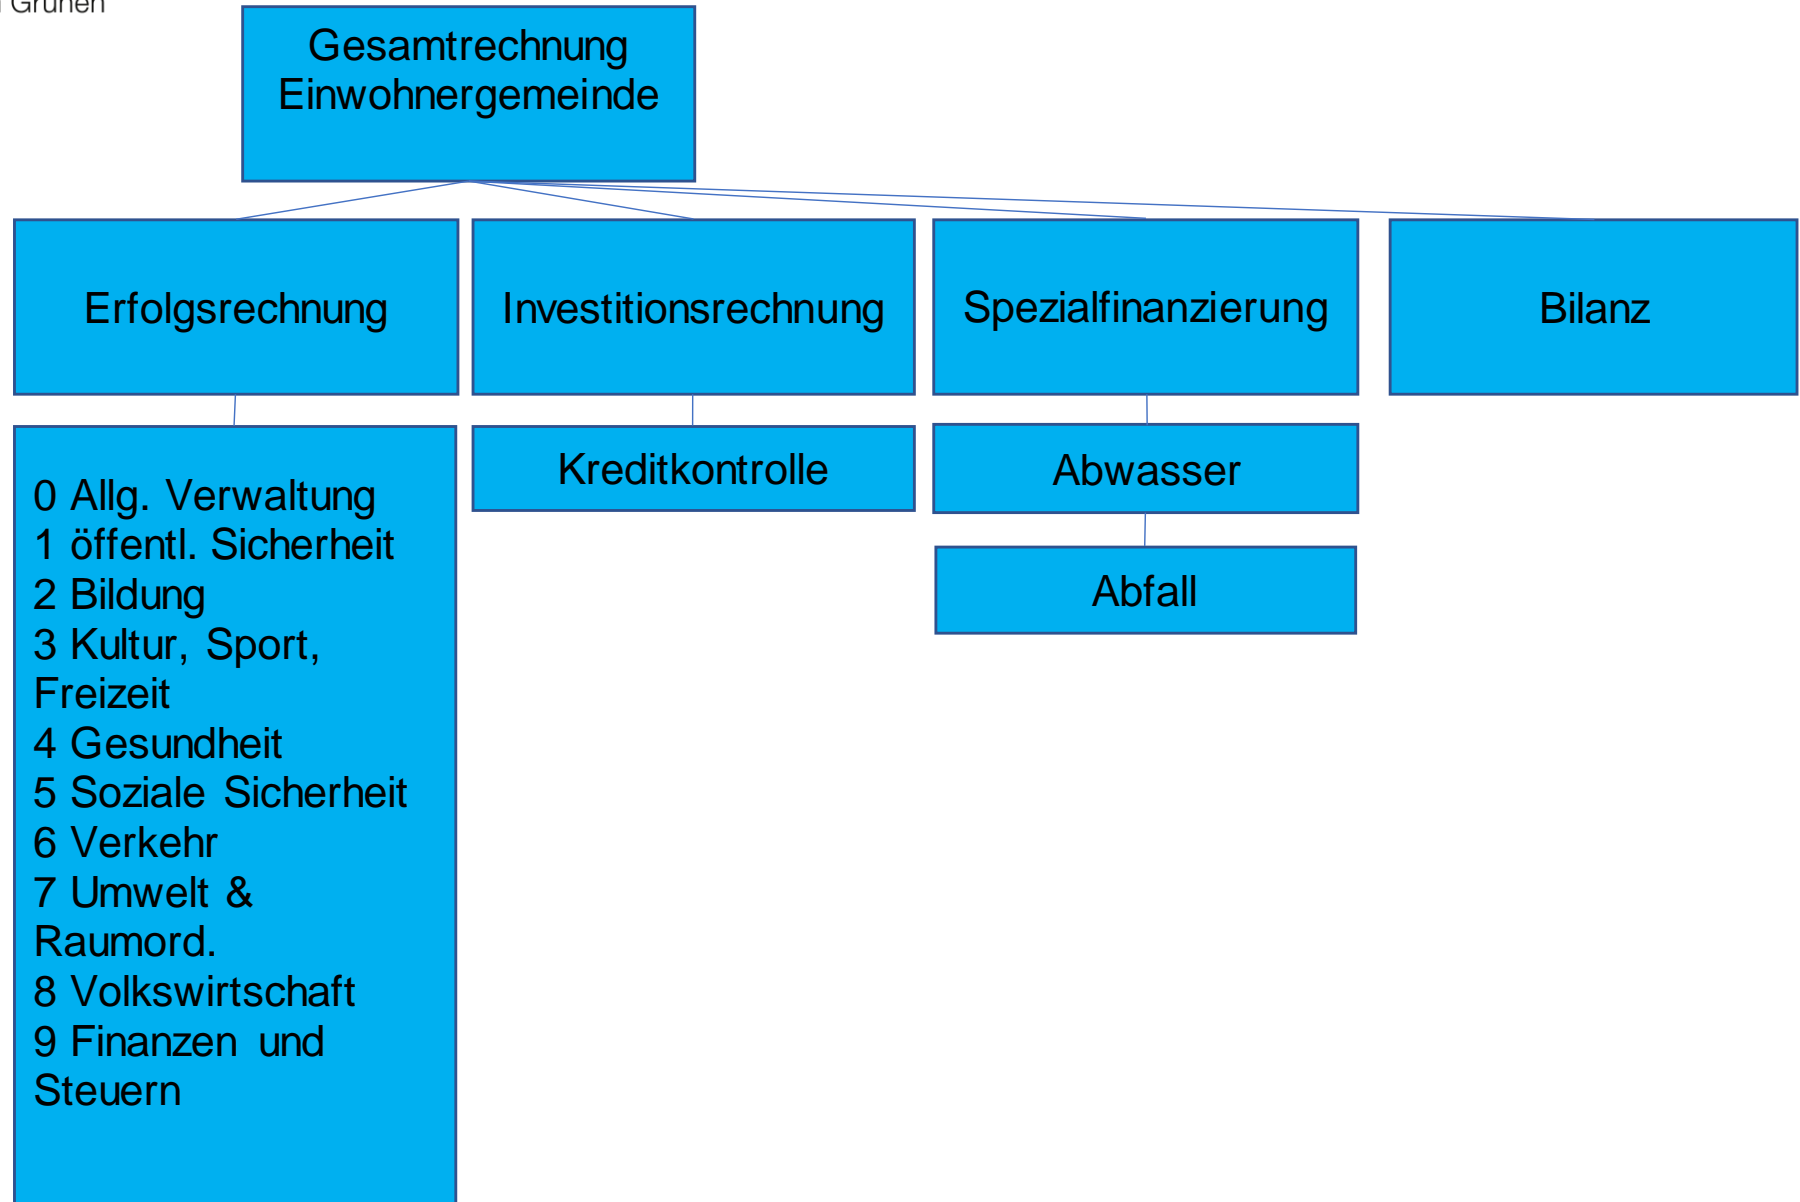 Grünen
Gesamtrechnung
Einwohnergemeinde
Erfolgsrechnung
Investitionsrechnung
Spezialfinanzierung
Bilanz
0 Allg. Verwaltung
1 öffentl. Sicherheit
2 Bildung
3 Kultur, Sport,
Freizeit
4 Gesundheit
5 Soziale Sicherheit
6 Verkehr
7 Umwelt &
Raumord.
8 Volkswirtschaft
9 Finanzen und
Steuern
Kreditkontrolle
Abwasser
Abfall